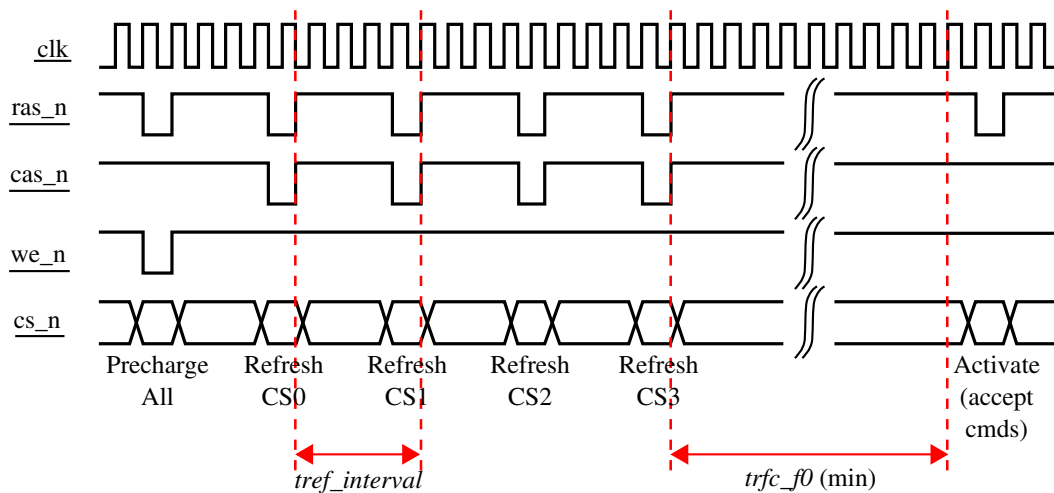 clk
ras_n
cas_n
we_n
cs_n
Precharge
All
Refresh
CS0
Refresh
CS1
Refresh
CS2
Refresh
CS3
Activate
(accept
cmds)
tref_interval
trfc_f0 (min)